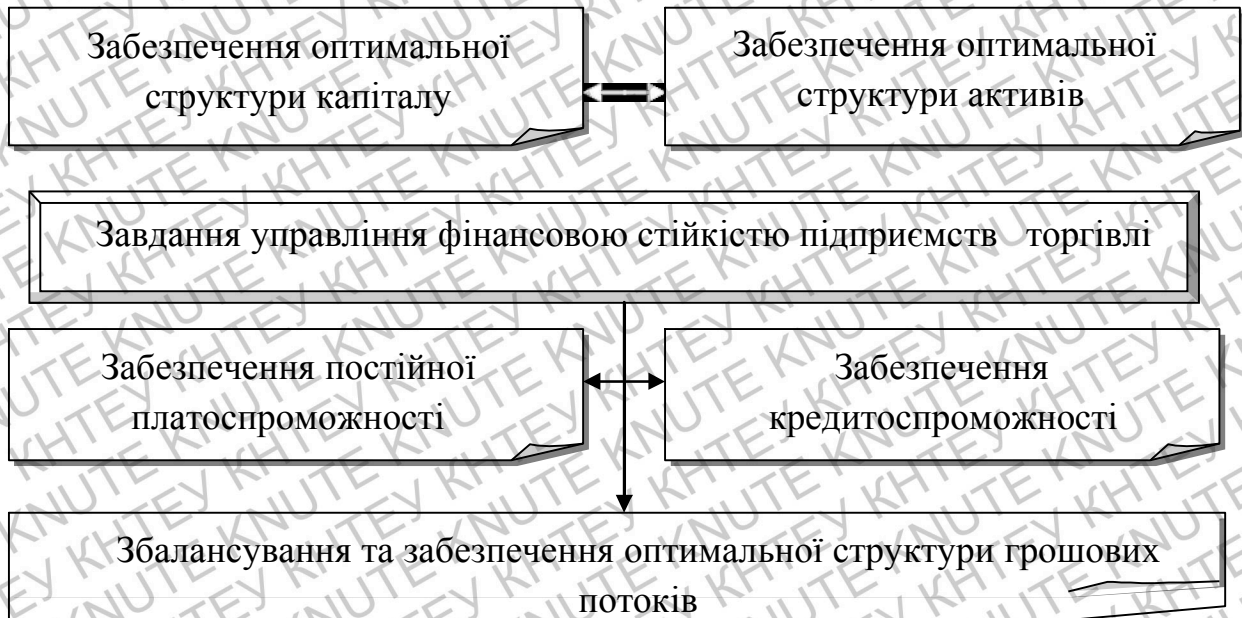 Забезпечення оптимальної
структури капіталу
Забезпечення оптимальної
структури активів
Завдання управління фінансовою стійкістю підприємств торгівлі
Забезпечення постійної
платоспроможності
Забезпечення
кредитоспроможності
Збалансування та забезпечення оптимальної структури грошових
потоків